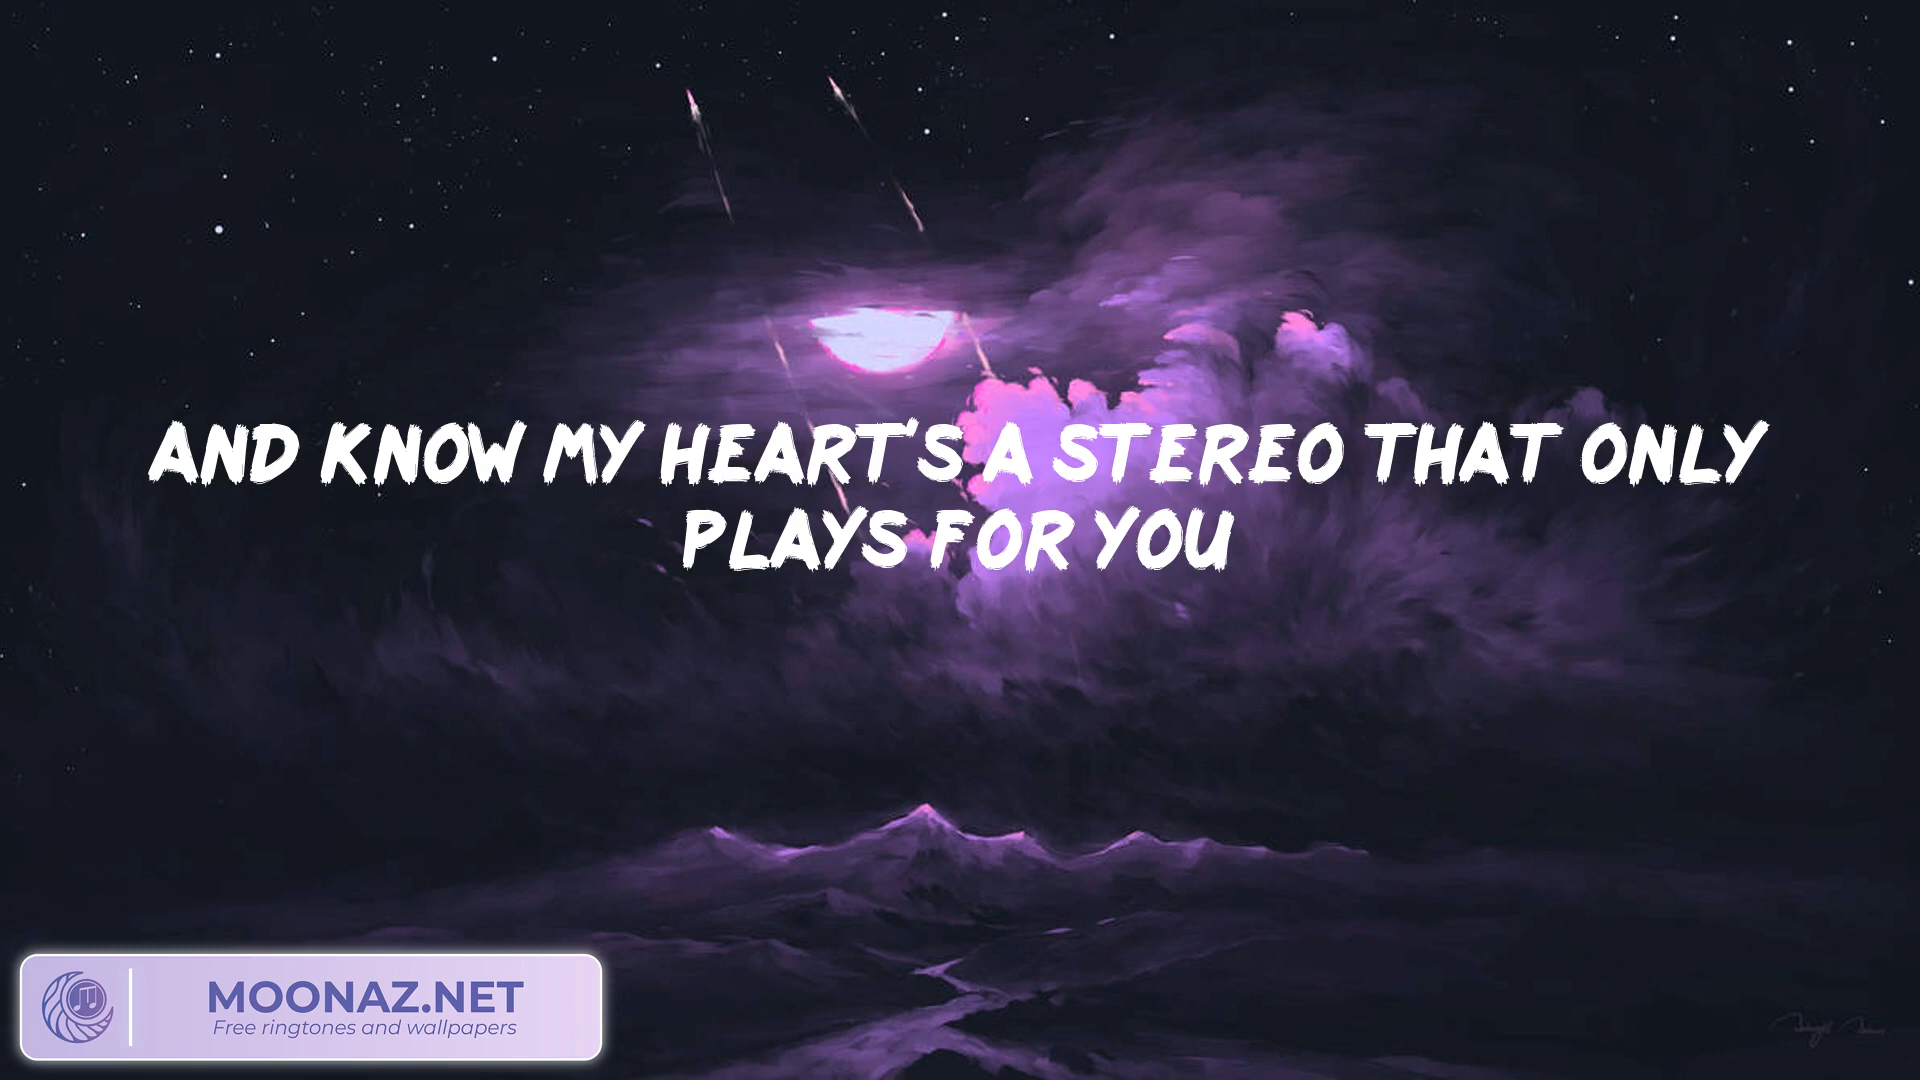 AND KNOW MY HEART'S A STEREO THAT ONLY
PLAYS FOR YOU
MOONAZ.NET
Free ringtones and wallpapers